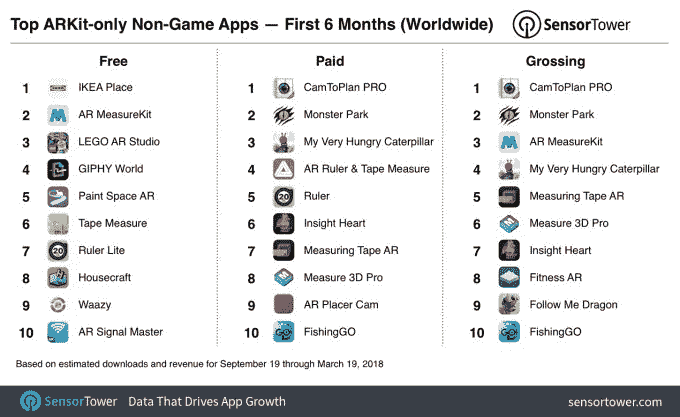 Top ARKit-only Non-Game Apps — First 6 Months (Worldwide)
SensorTower
Free
1 IKEA Place
2 AR MeasureKit
3 LEGO AR Studio
4 GIPHY World
5 Paint Space AR
6 Tape Measure
7 Ruler Lite
8 Housecraft
9 Waazy
10 AR Signal Master
Paid
1 CamToPlan PRO
2 Monster Park
3 My Very Hungry Caterpillar
4 AR Ruler & Tape Measure
5 Ruler
6 Insight Heart
7 Measuring Tape AR
8 Measure 3D Pro
9 AR Placer Cam
10 FishingGO
Grossing
1 CamToPlan PRO
2 Monster Park
3 AR MeasureKit
4 My Very Hungry Caterpillar
5 Measuring Tape AR
6 Measure 3D Pro
7 Insight Heart
8 Fitness AR
9 Follow Me Dragon
10 FishingGO
Based on estimated downloads and revenue for September 19 through March 19, 2018
SensorTower Data That Drives App Growth
sensortower.com